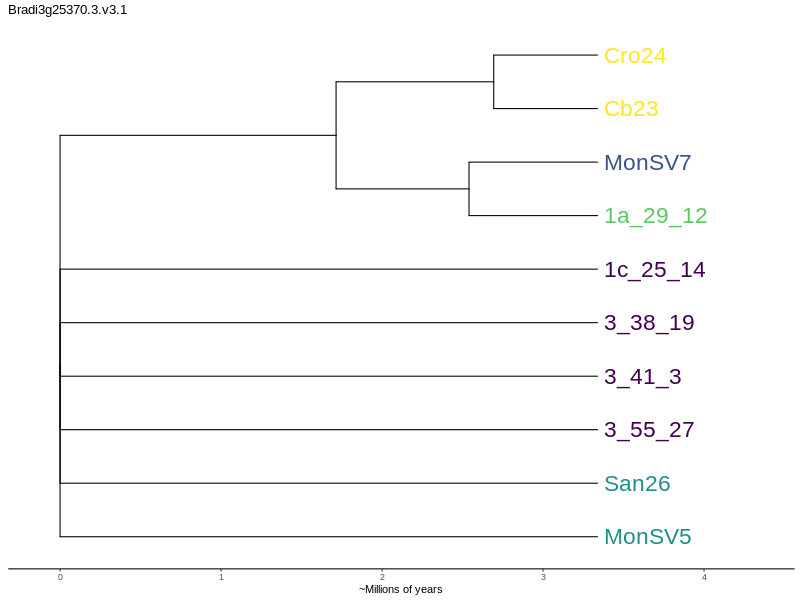 Bradi3g25370.3.v3.1
Cro24
Cb23
MonSV7
1a_29_12
1c_25_14
3_38_19
3_41_3
3_55_27
San26
MonSV5
0 1 2 3 4
~Millions of years